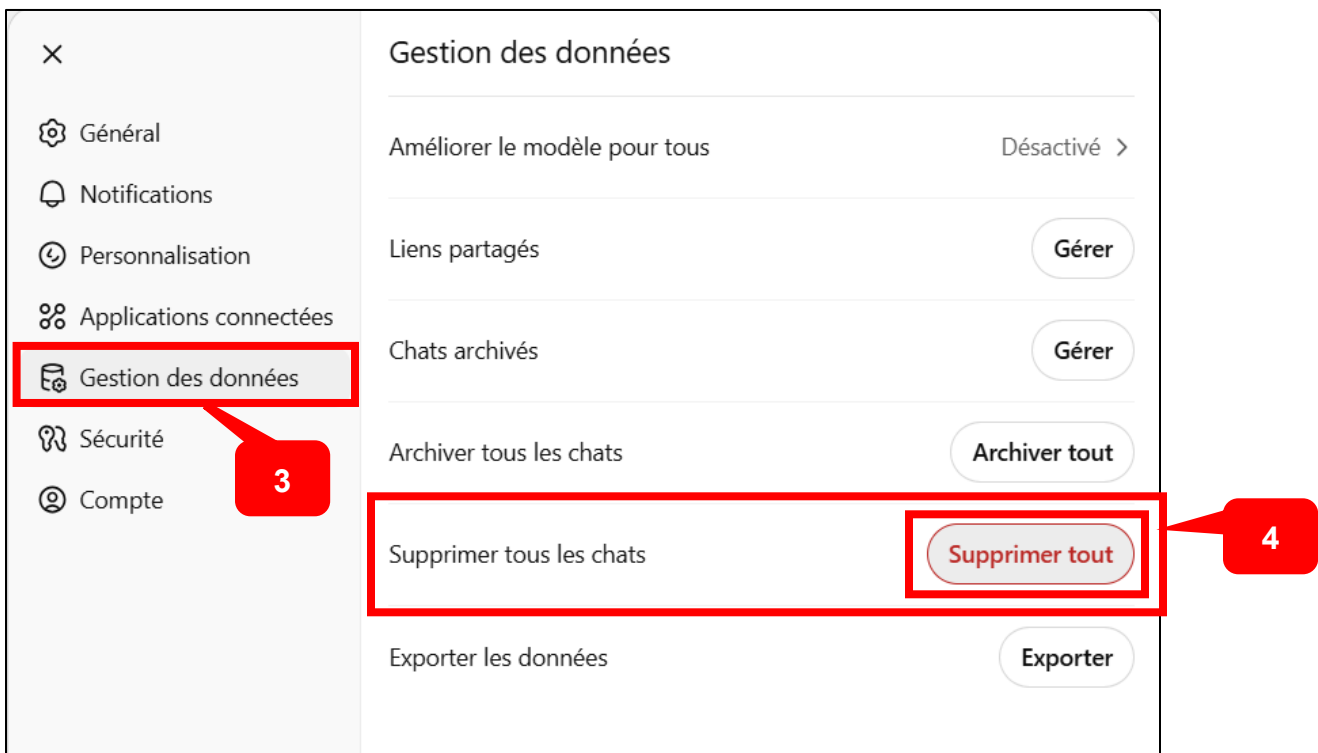 Gestion des données
Général
Notifications
Personnalisation
Applications connectées
Gestion des données
Sécurité
Compte
3
Améliorer le modèle pour tous Désactivé
Liens partagés Gérer
Chats archivés Gérer
Archiver tous les chats Archiver tout
Supprimer tous les chats Supprimer tout
4
Exporter les données Exporter